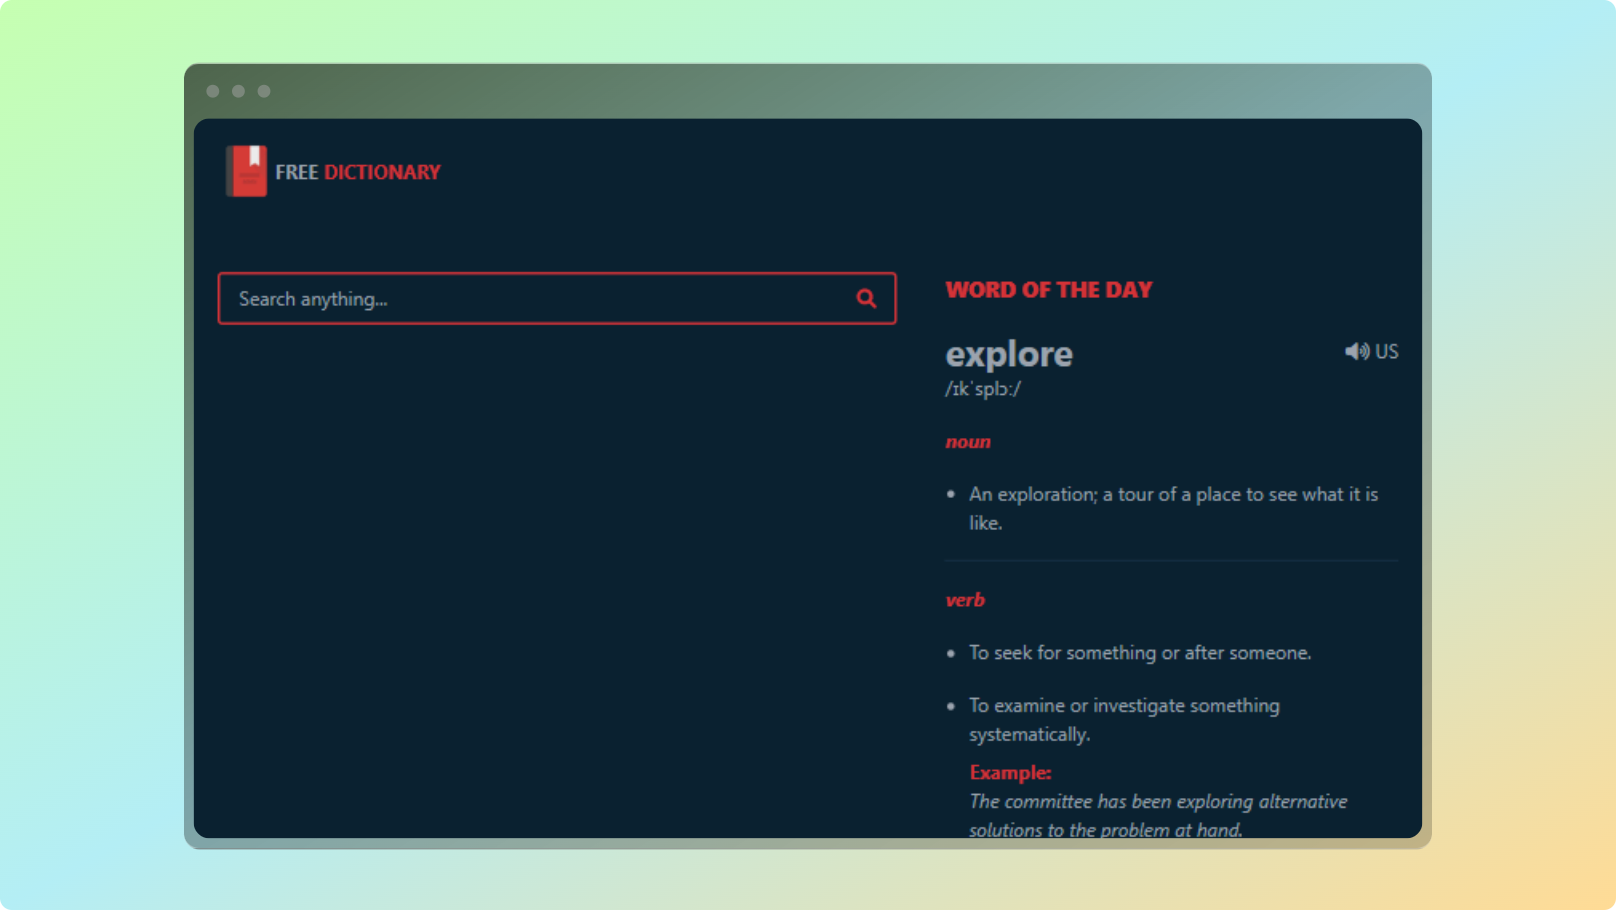 FREE DICTIONARY
Search anything...
WORD OF THE DAY
explore
US
/ɪkˈsplɔː/
noun
• An exploration; a tour of a place to see what it is
like.
verb
• To seek for something or after someone.
• To examine or investigate something
systematically.
Example:
The committee has been exploring alternative
solutions to the problem at hand.